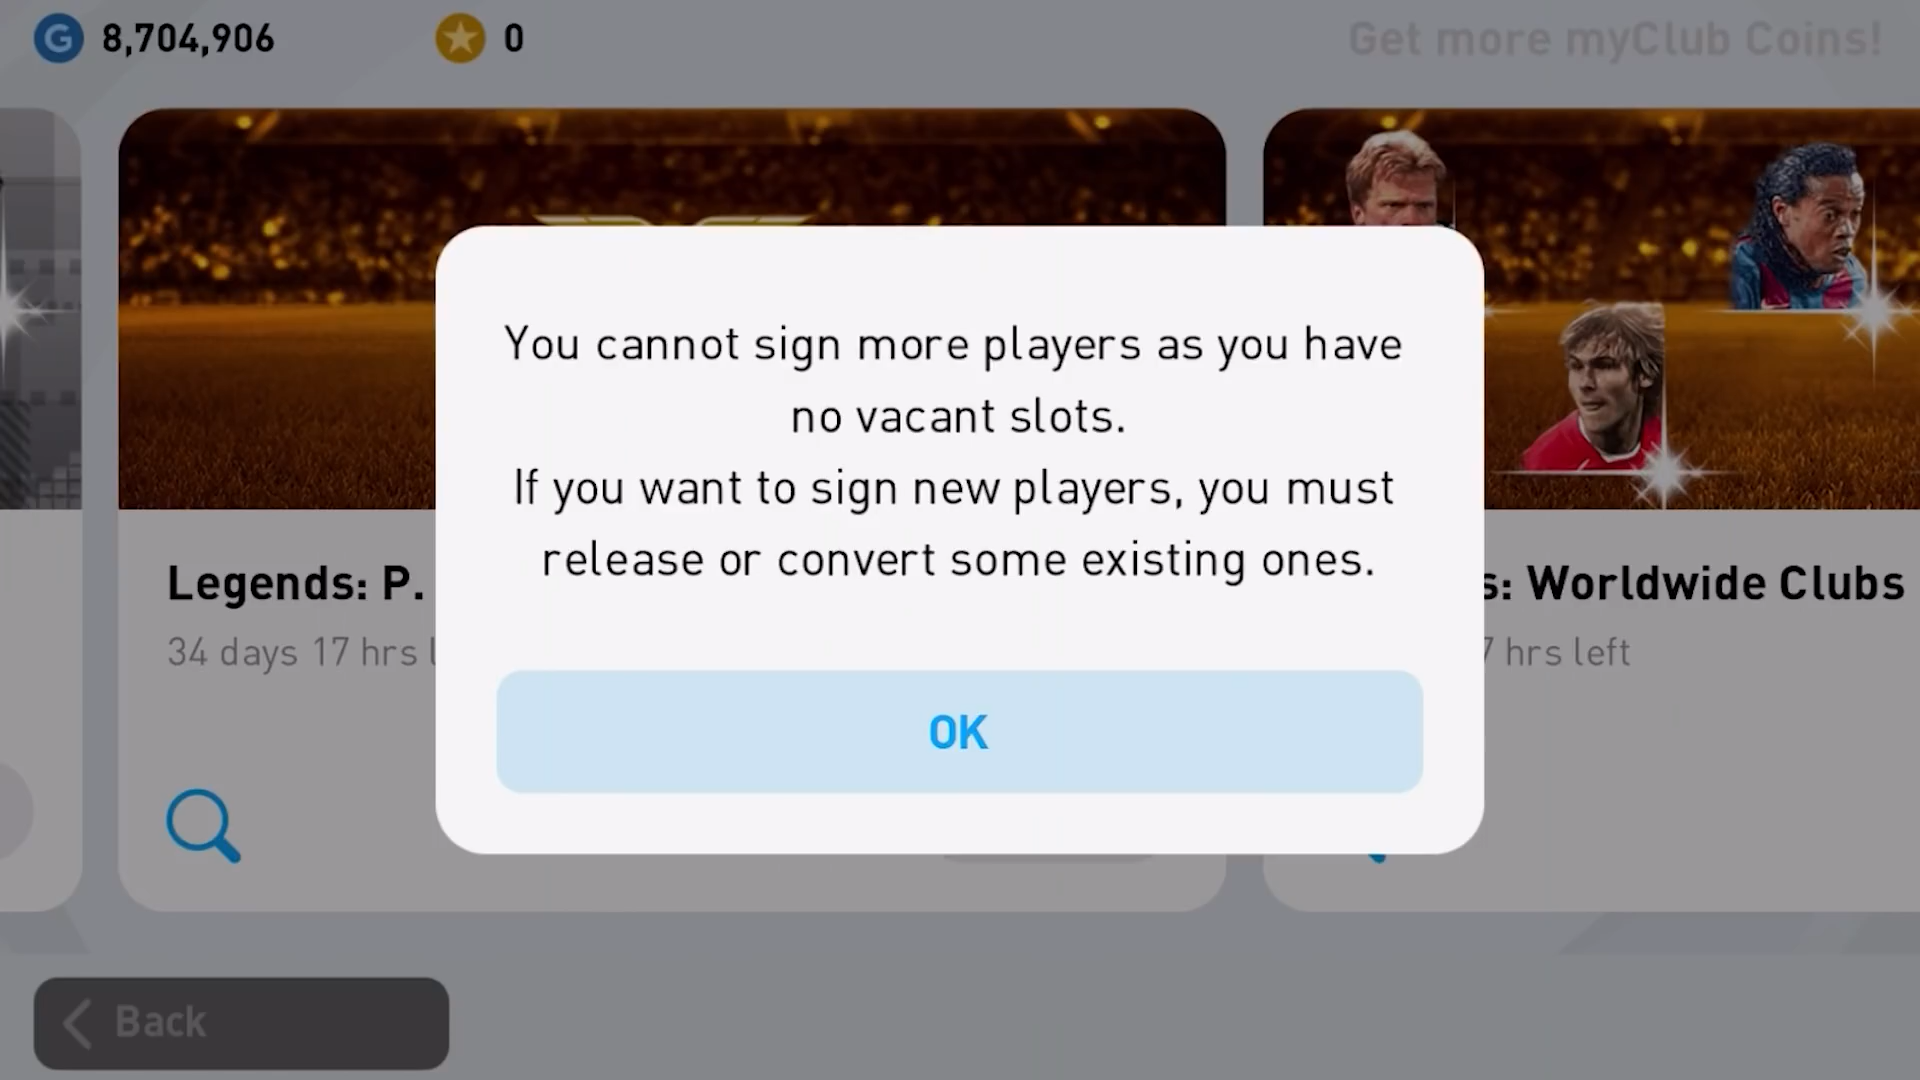 G 8,704,906
0
Get more myClub Coins!
You cannot sign more players as you have
no vacant slots.
If you want to sign new players, you must
release or convert some existing ones.
OK
Legends: P.
34 days 17 hrs
s: Worldwide Clubs
7 hrs left
Back